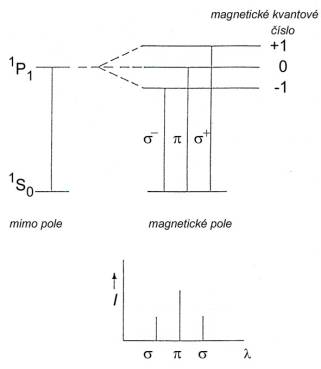 magnetické kvantové
číslo
+1
¹P₁
0
-1
σ⁻ π σ⁺
¹S₀
mimo pole
magnetické pole
I
σ π σ λ